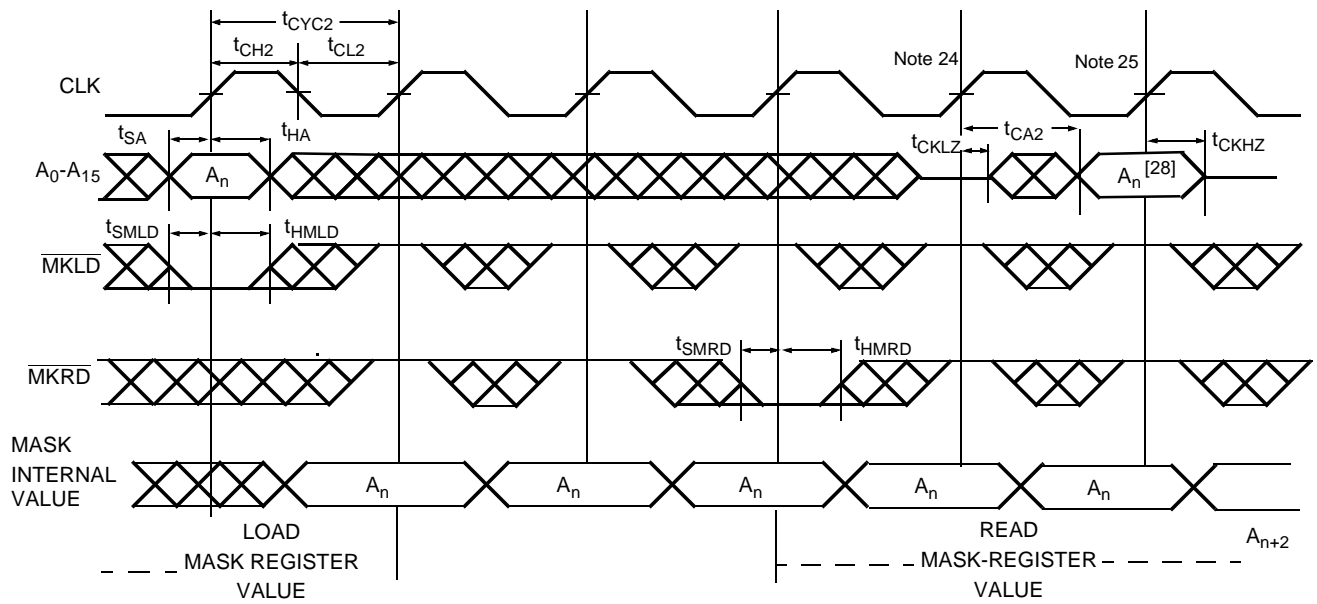 tCYC2
tCH2 tCL2
Note 24 Note 25
CLK
tSA tHA tCKLZ tCA2 tCKHZ
A0-A15 An An [28]
tSMLD tHMLD
MKLD
tSMRD tHMRD
MKRD
MASK
INTERNAL
VALUE
An An An An An
LOAD
MASK REGISTER
VALUE
READ
MASK-REGISTER
VALUE
An+2